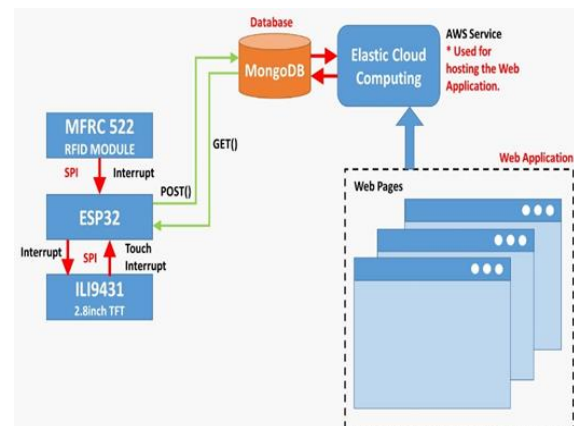 Database
MongoDB
Elastic Cloud
Computing
AWS Service
* Used for
hosting the Web
Application.
MFRC 522
RFID MODULE
SPI
Interrupt
POST()
GET()
ESP32
Interrupt
SPI
Touch
Interrupt
ILI9431
2.8inch TFT
Web Application
Web Pages